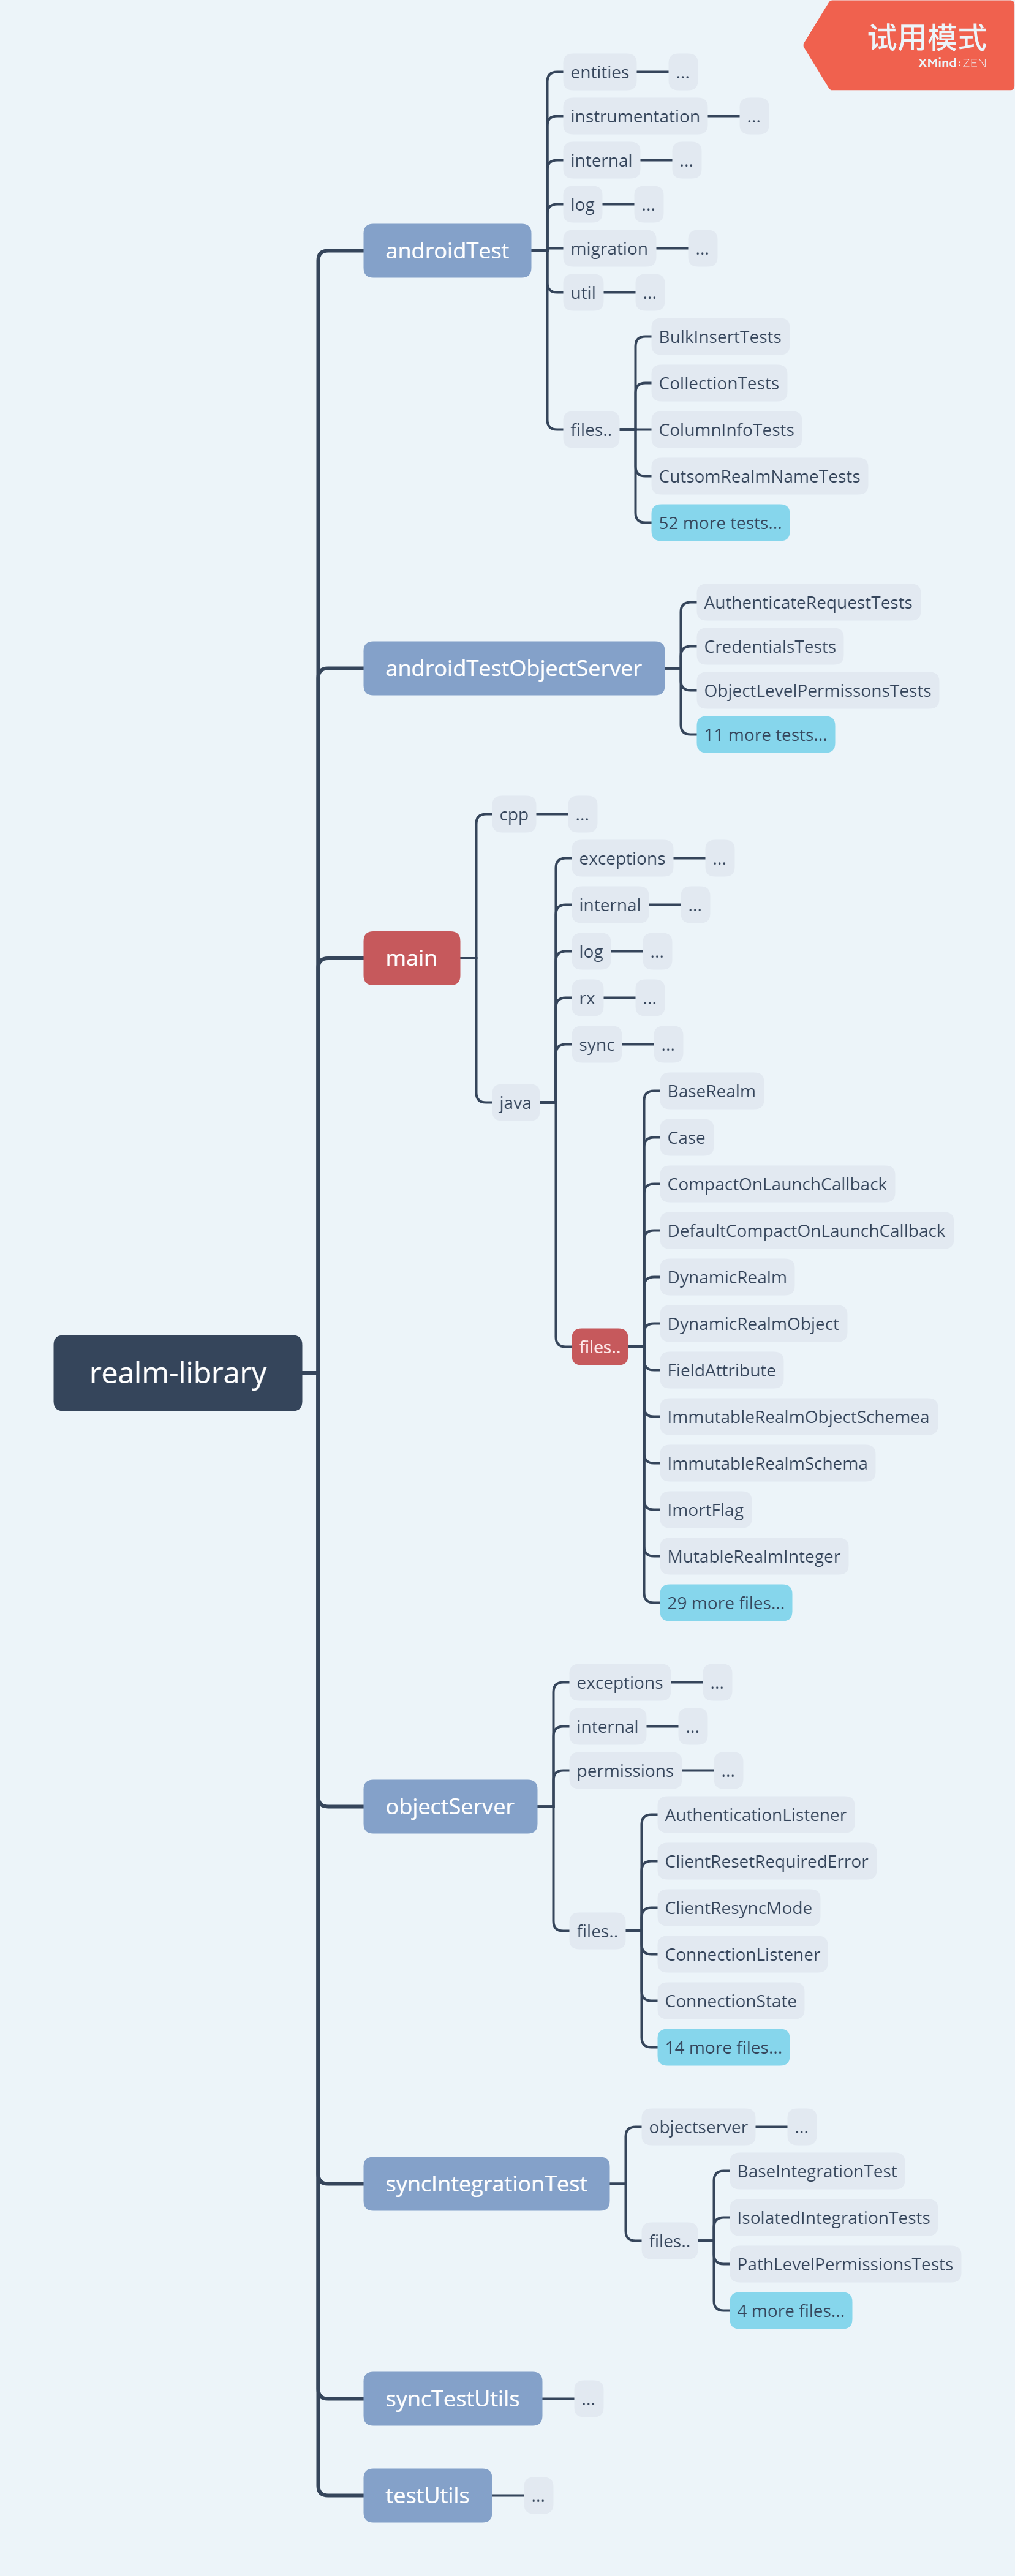 试用模式
XMind:ZEN
realm-library
androidTest
entities
...
instrumentation
...
internal
...
log
...
migration
...
util
...
files..
BulkInsertTests
CollectionTests
ColumnInfoTests
CutsomRealmNameTests
52 more tests...
androidTestObjectServer
AuthenticateRequestTests
CredentialsTests
ObjectLevelPermissonsTests
11 more tests...
main
cpp
...
java
exceptions
...
internal
...
log
...
rx
...
sync
...
files..
BaseRealm
Case
CompactOnLaunchCallback
DefaultCompactOnLaunchCallback
DynamicRealm
DynamicRealmObject
FieldAttribute
ImmutableRealmObjectSchemea
ImmutableRealmSchema
ImortFlag
MutableRealmInteger
29 more files...
objectServer
exceptions
...
internal
...
permissions
...
files..
AuthenticationListener
ClientResetRequiredError
ClientResyncMode
ConnectionListener
ConnectionState
14 more files...
syncIntegrationTest
objectserver
...
files..
BaseIntegrationTest
IsolatedIntegrationTests
PathLevelPermissionsTests
4 more files...
syncTestUtils
...
testUtils
...